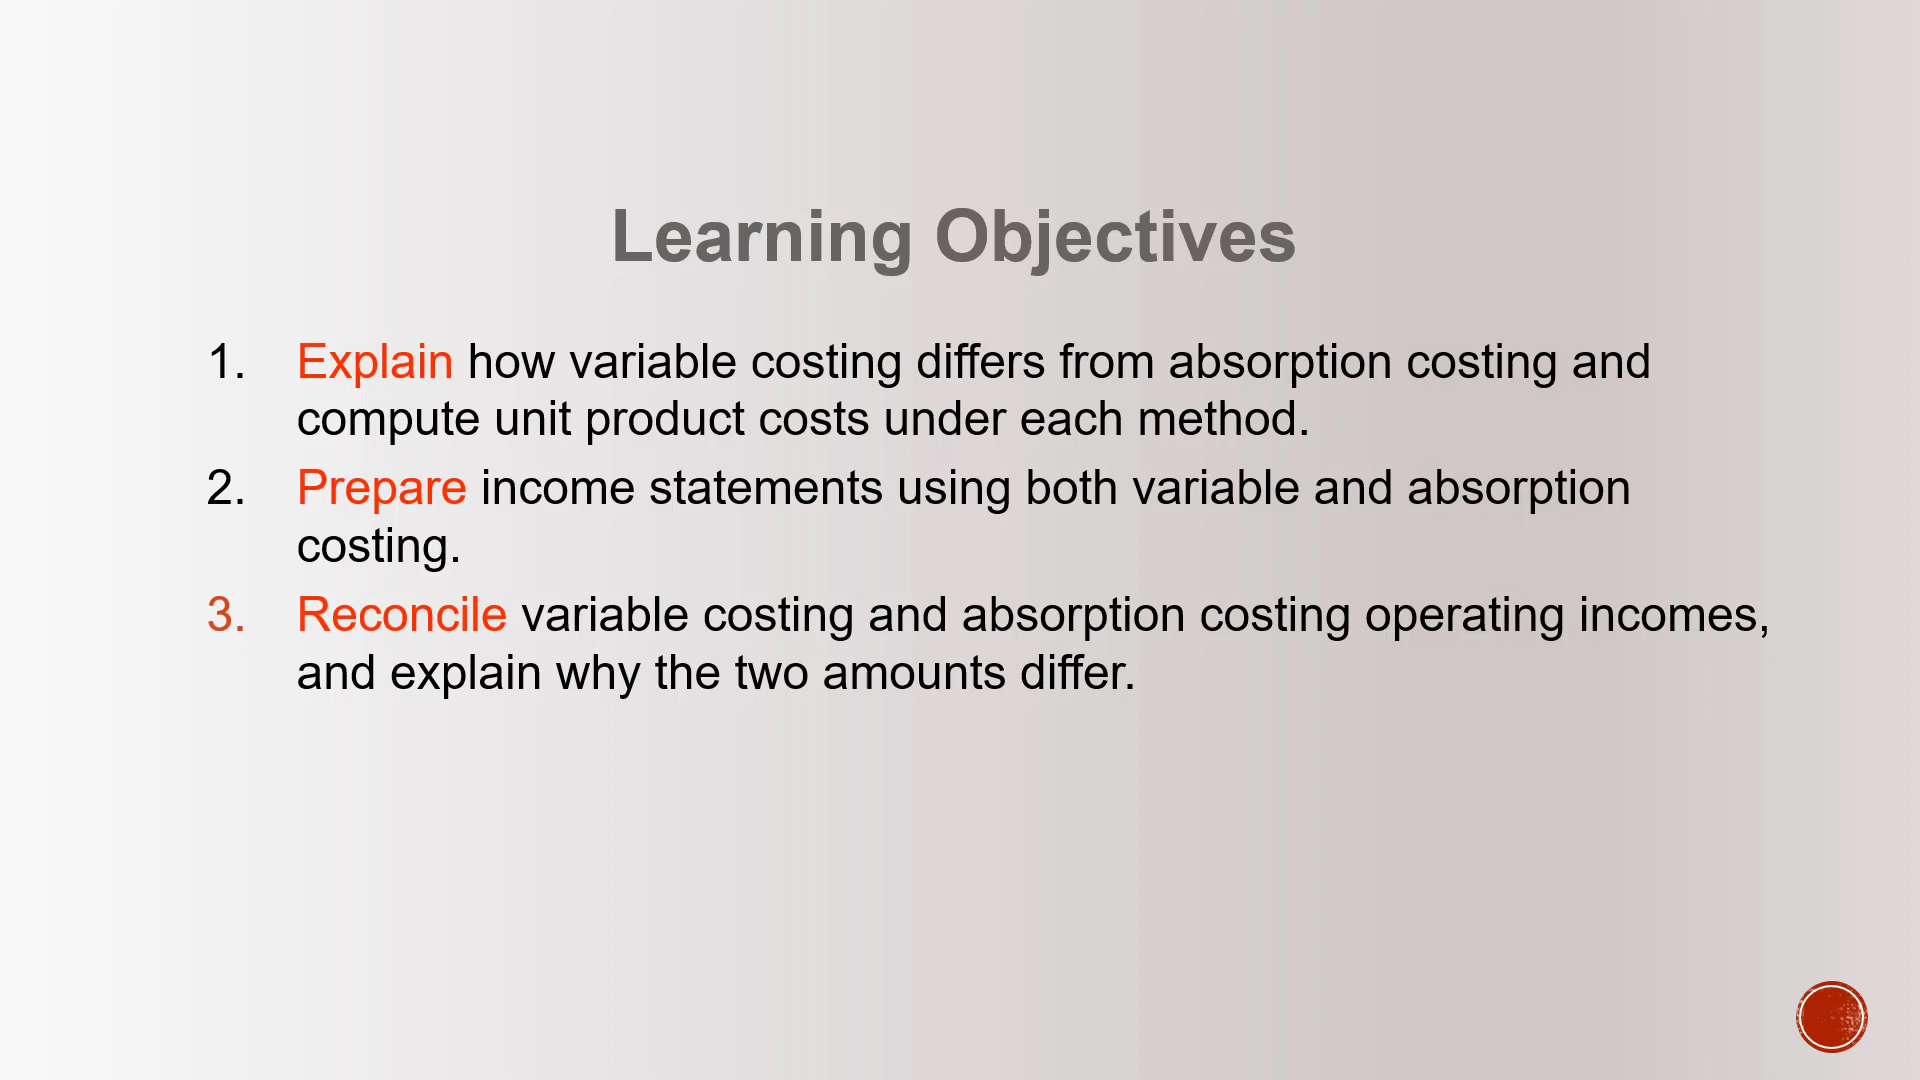 Learning Objectives
1. Explain how variable costing differs from absorption costing and
compute unit product costs under each method.
2. Prepare income statements using both variable and absorption
costing.
3. Reconcile variable costing and absorption costing operating incomes,
and explain why the two amounts differ.